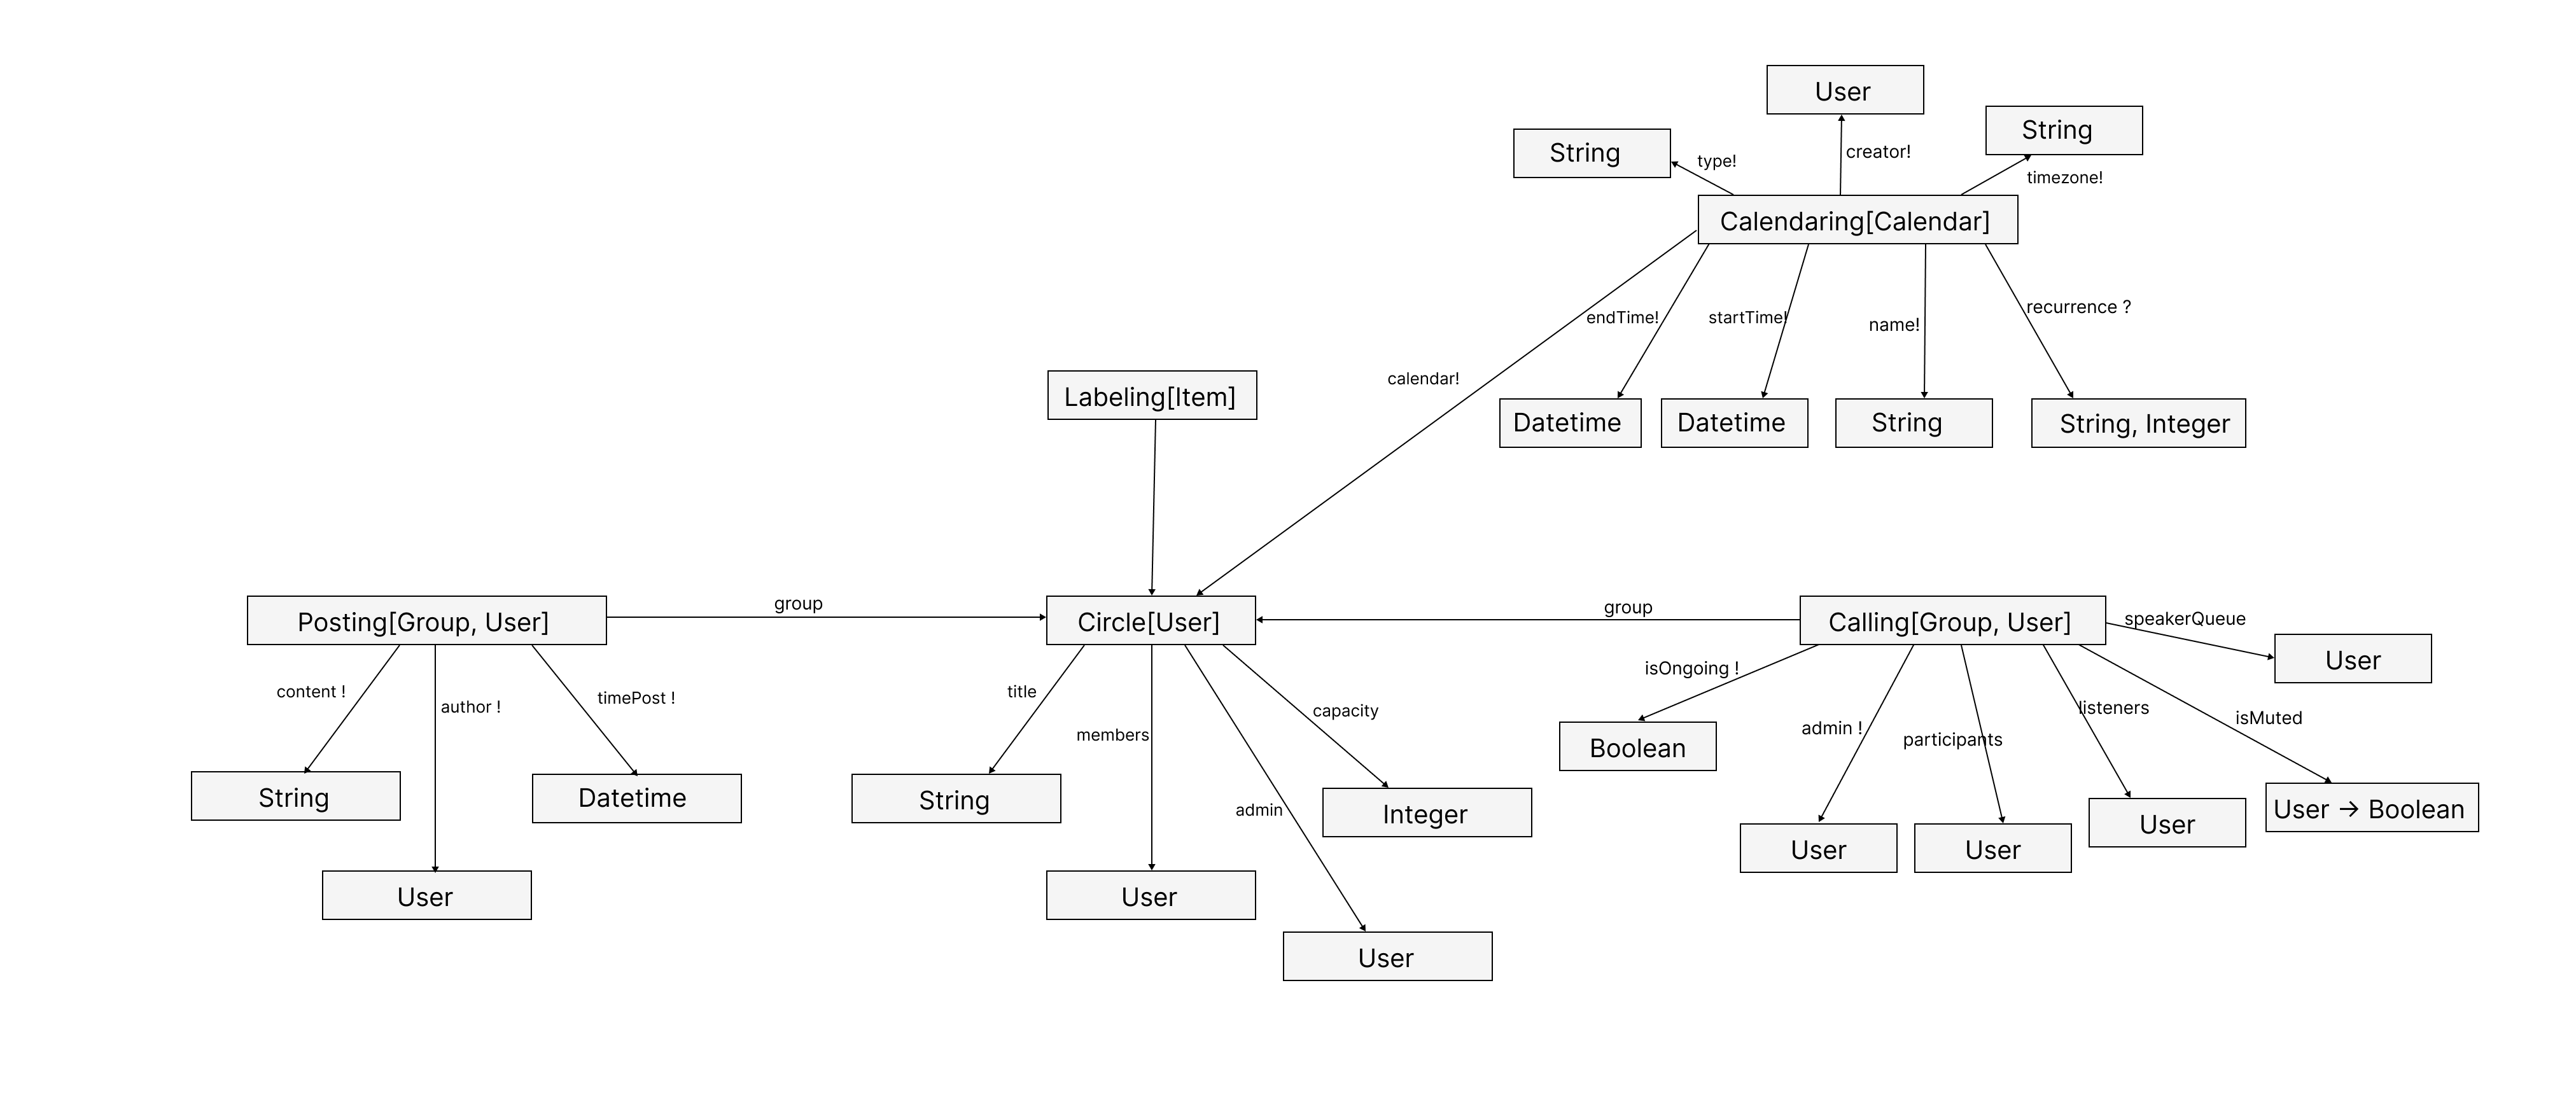 User
String
String
type!
creator!
timezone!
Calendaring[Calendar]
recurrence ?
endTime!
startTime!
name!
calendar!
Labeling[Item]
Datetime
Datetime
String
String, Integer
group
group
Posting[Group, User]
Circle[User]
Calling[Group, User]
speakerQueue
User
isOngoing !
content !
author !
timePost !
title
members
capacity
admin
admin !
participants
listeners
isMuted
Boolean
String
Datetime
String
Integer
User
User
User
User → Boolean
User
User
User